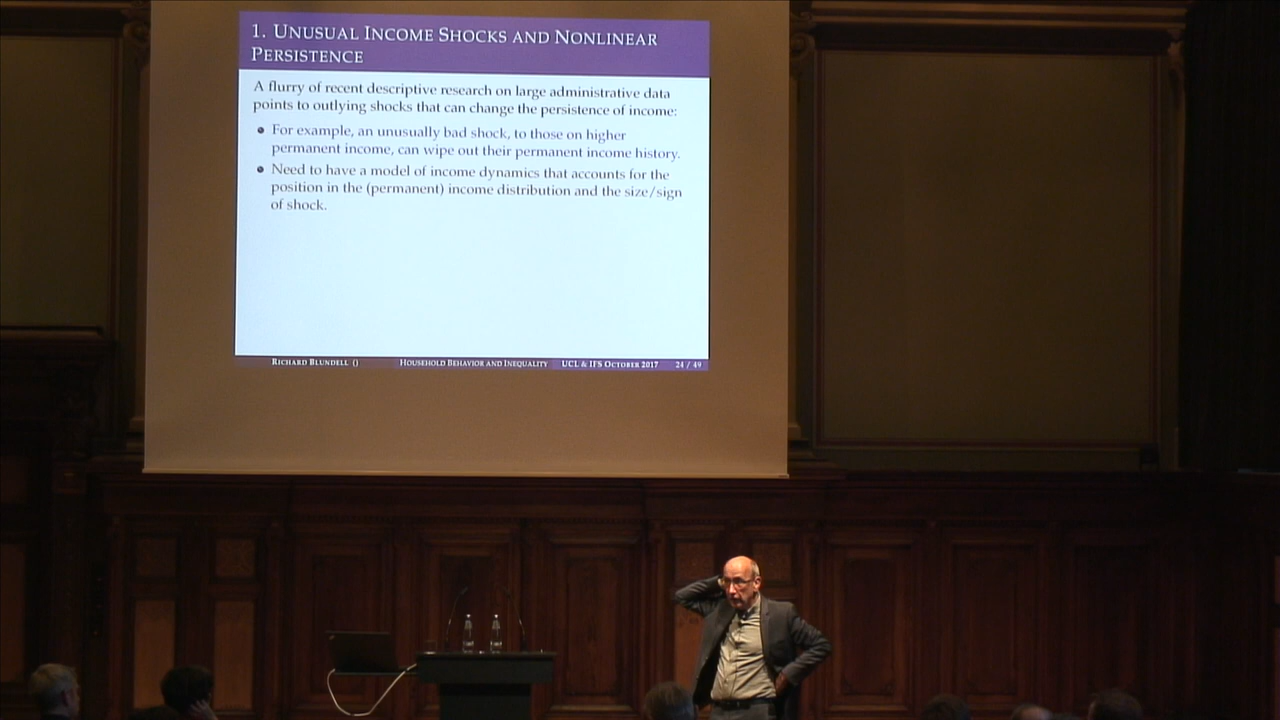 1. Unusual Income Shocks and Nonlinear
Persistence
A flurry of recent descriptive research on large administrative data
points to outlying shocks that can change the persistence of income:
• For example, an unusually bad shock, to those on higher
permanent income, can wipe out their permanent income history.
• Need to have a model of income dynamics that accounts for the
position in the (permanent) income distribution and the size/sign
of shock.
Richard Blundell () Household Behavior and Inequality UCL & IFS October 2017 24 / 49